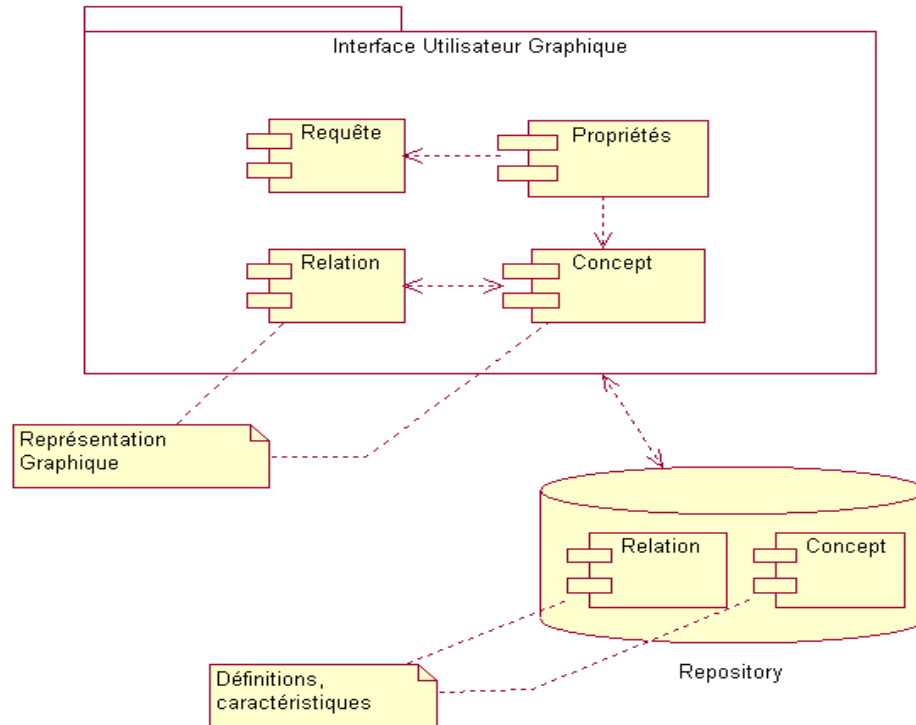 Interface Utilisateur Graphique
Requête
Propriétés
Relation
Concept
Représentation
Graphique
Relation
Concept
Repository
Définitions,
caractéristiques